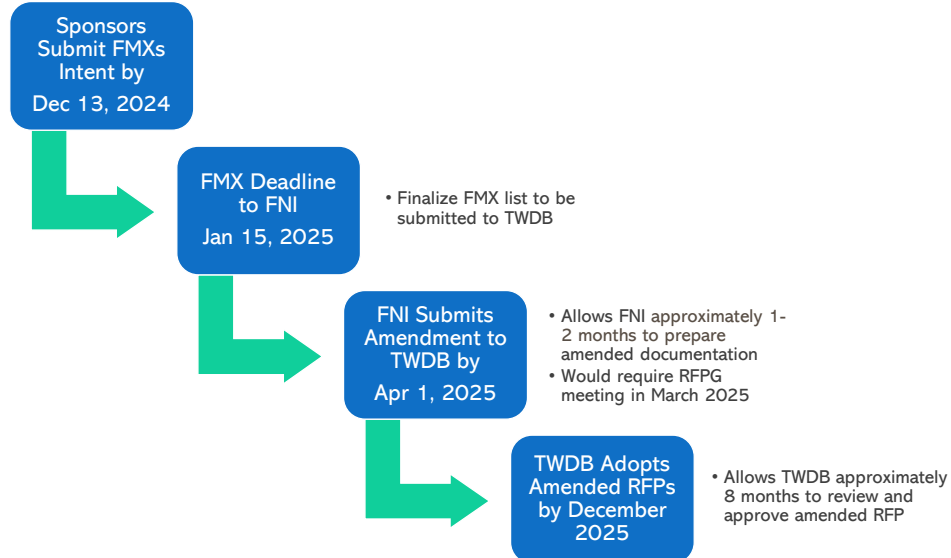 Sponsors
Submit FMXs
Intent by
Dec 13, 2024
FMX Deadline
to FNI
Jan 15, 2025
• Finalize FMX list to be
submitted to TWDB
FNI Submits
Amendment to
TWDB by
Apr 1, 2025
• Allows FNI approximately 1-
2 months to prepare
amended documentation
• Would require RFPG
meeting in March 2025
TWDB Adopts
Amended RFPs
by December
2025
• Allows TWDB approximately
8 months to review and
approve amended RFP